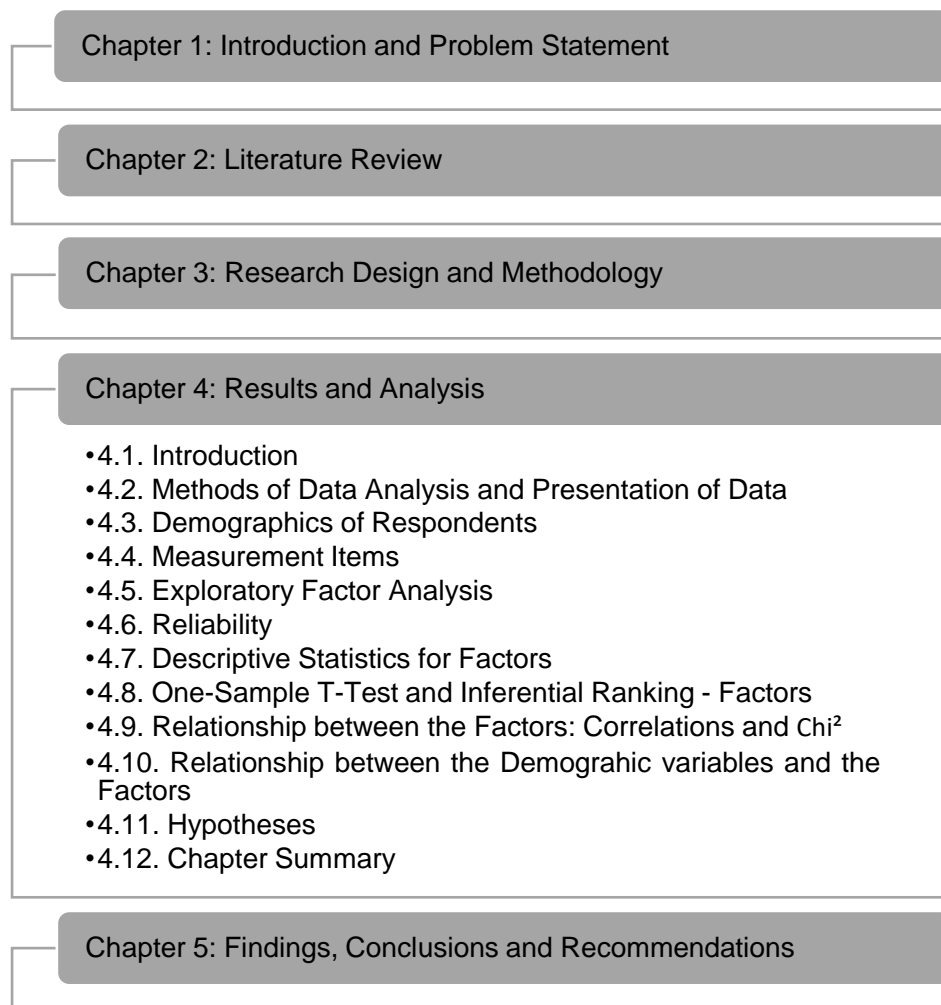 Chapter 1: Introduction and Problem Statement
Chapter 2: Literature Review
Chapter 3: Research Design and Methodology
Chapter 4: Results and Analysis
•4.1. Introduction
•4.2. Methods of Data Analysis and Presentation of Data
•4.3. Demographics of Respondents
•4.4. Measurement Items
•4.5. Exploratory Factor Analysis
•4.6. Reliability
•4.7. Descriptive Statistics for Factors
•4.8. One-Sample T-Test and Inferential Ranking - Factors
•4.9. Relationship between the Factors: Correlations and Chi²
•4.10. Relationship between the Demograhic variables and the
Factors
•4.11. Hypotheses
•4.12. Chapter Summary
Chapter 5: Findings, Conclusions and Recommendations